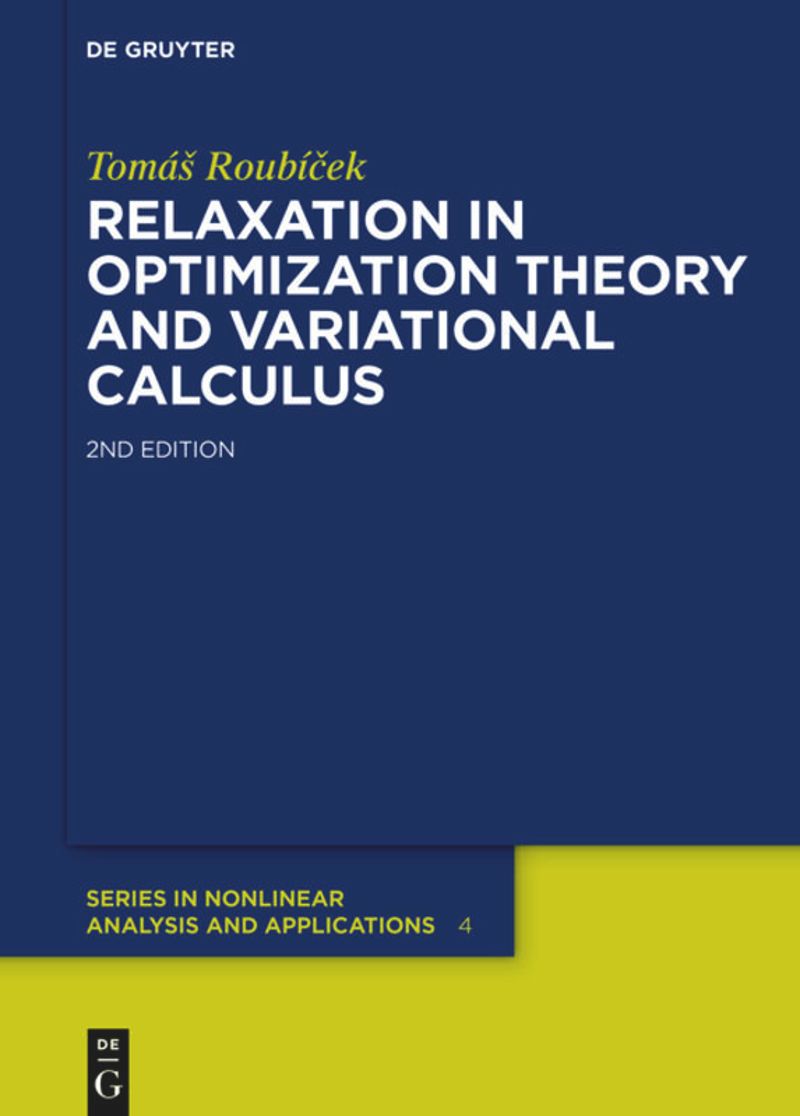 DE GRUYTER
Tomáš Roubíček
RELAXATION IN
OPTIMIZATION THEORY
AND VARIATIONAL
CALCULUS
2ND EDITION
SERIES IN NONLINEAR
ANALYSIS AND APPLICATIONS 4
DE
G